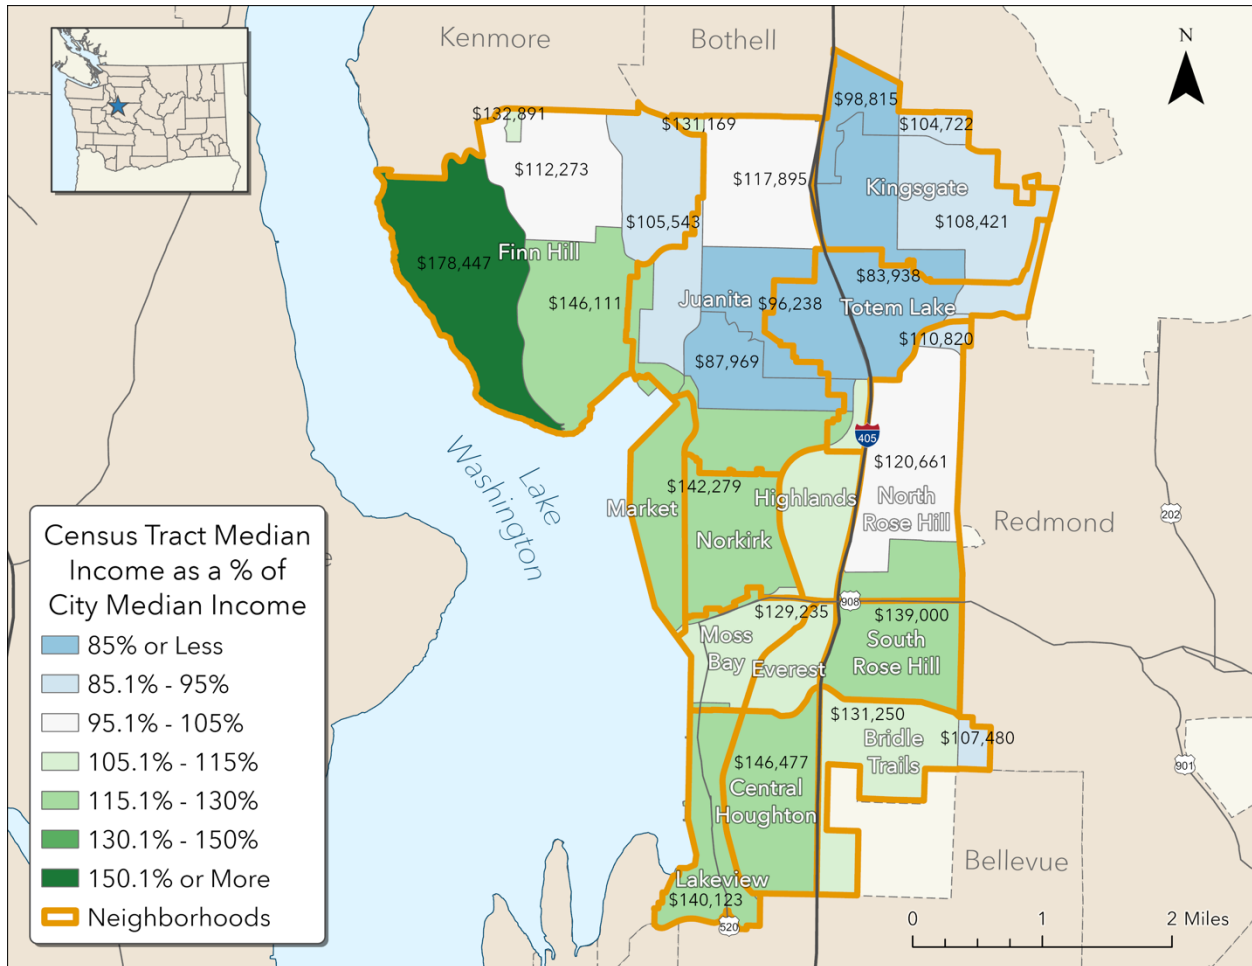 Kenmore
Bothell
N
$98,815
$132,891
$131,169
$104,722
$112,273
$117,895
Kingsgate
$105,543
$108,421
Finn Hill
$178,447
$83,938
$146,111
Juanita
$96,238
Totem Lake
$110,820
$87,969
405
Lake
Washington
$120,661
$142,279
Highlands
North
Rose Hill
Market
Norkirk
Redmond
202
908
$129,235
$139,000
Moss
Bay
Everest
South
Rose Hill
$131,250
$107,480
Bridle
Trails
$146,477
Central
Houghton
901
Bellevue
Lakeview
$140,123
520
Census Tract Median
Income as a % of
City Median Income
85% or Less
85.1% - 95%
95.1% - 105%
105.1% - 115%
115.1% - 130%
130.1% - 150%
150.1% or More
Neighborhoods
0 1 2 Miles